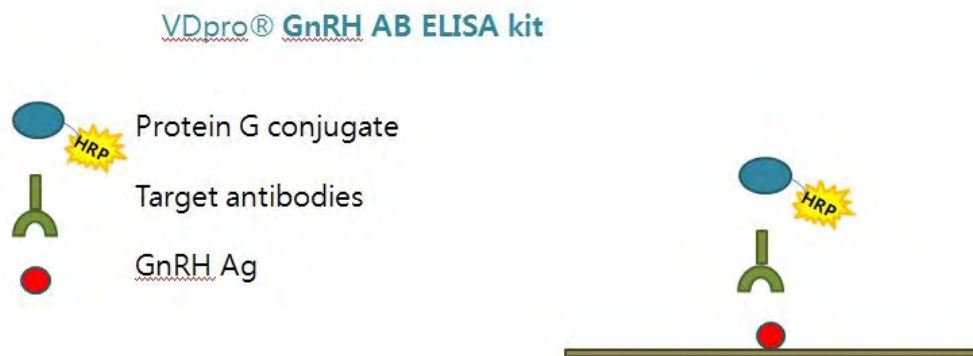 VDpro® GnRH AB ELISA kit
Protein G conjugate
HRP
Target antibodies
GnRH Ag
HRP